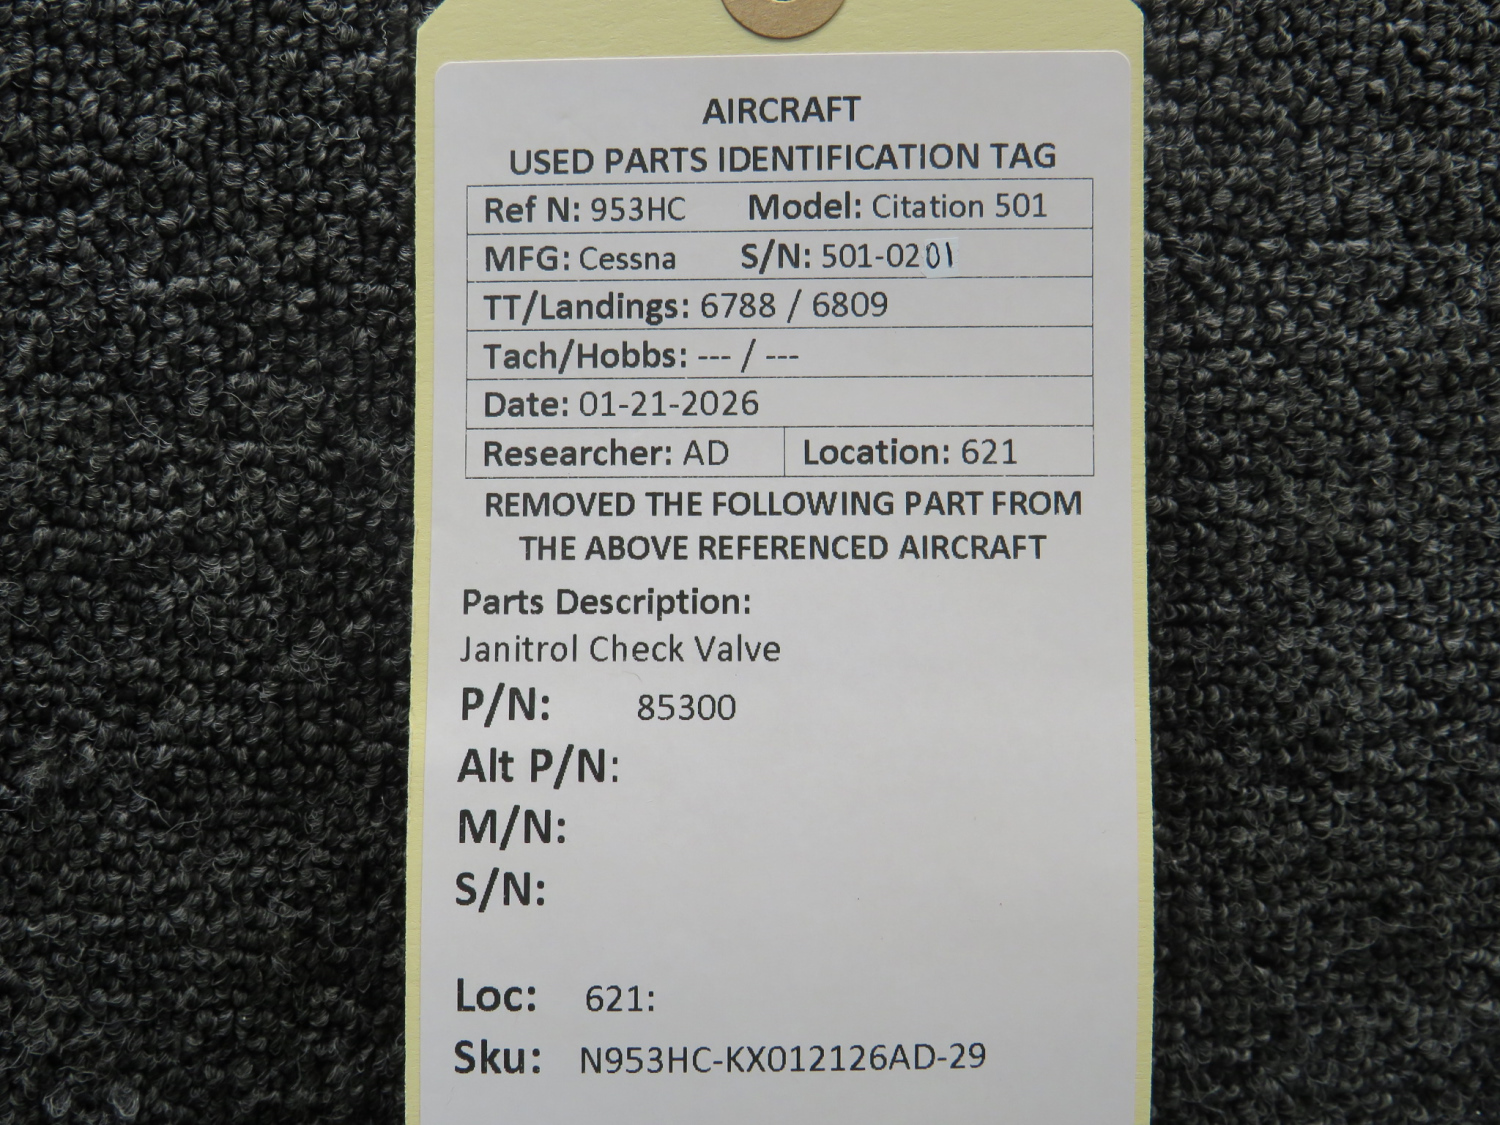 AIRCRAFT
USED PARTS IDENTIFICATION TAG
Ref N: 953HC Model: Citation 501
MFG: Cessna S/N: 501-0201
TT/Landings: 6788 / 6809
Tach/Hobbs: --- / ---
Date: 01-21-2026
Researcher: AD Location: 621
REMOVED THE FOLLOWING PART FROM
THE ABOVE REFERENCED AIRCRAFT
Parts Description:
Janitrol Check Valve
P/N: 85300
Alt P/N:
M/N:
S/N:
Loc: 621:
Sku: N953HC-KX012126AD-29